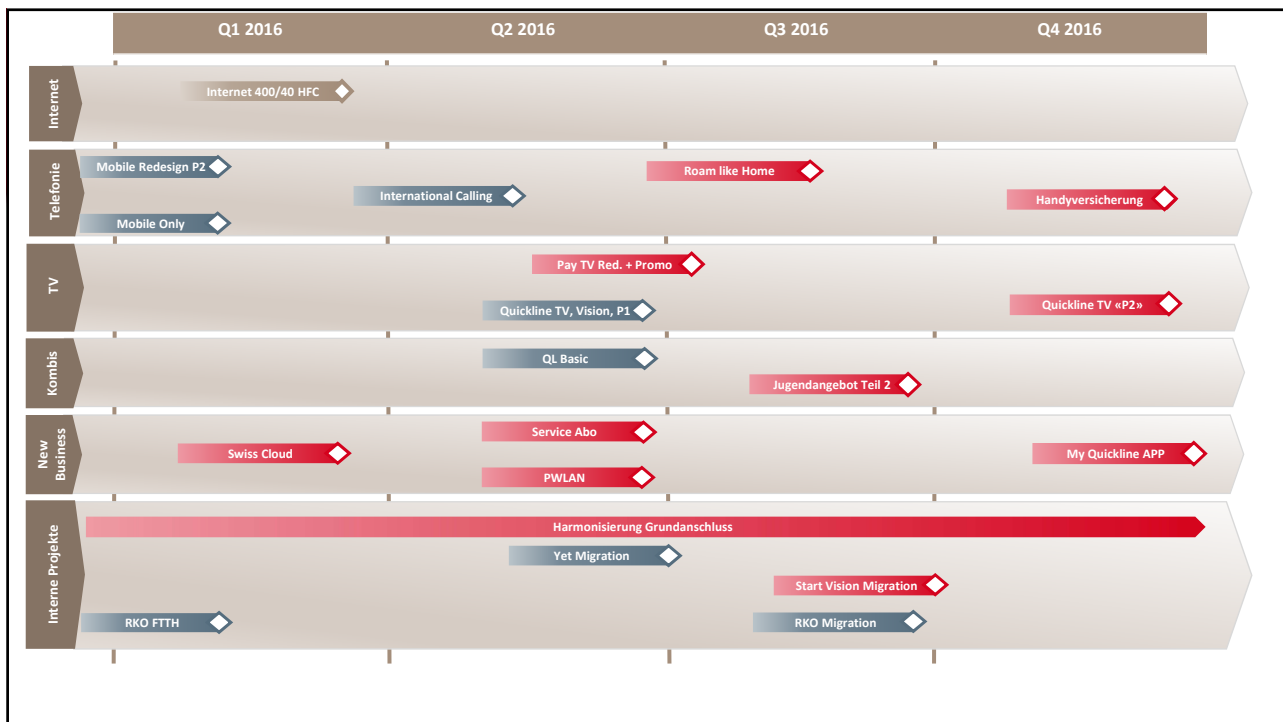 Q1 2016
Q2 2016
Q3 2016
Q4 2016
Internet
Internet 400/40 HFC
Telefonie
Mobile Redesign P2
Roam like Home
International Calling
Handyversicherung
Mobile Only
TV
Pay TV Red. + Promo
Quickline TV, Vision, P1
Quickline TV «P2»
Kombis
QL Basic
Jugendangebot Teil 2
New
Business
Service Abo
Swiss Cloud
My Quickline APP
PWLAN
Interne Projekte
Harmonisierung Grundanschluss
Yet Migration
Start Vision Migration
RKO FTTH
RKO Migration